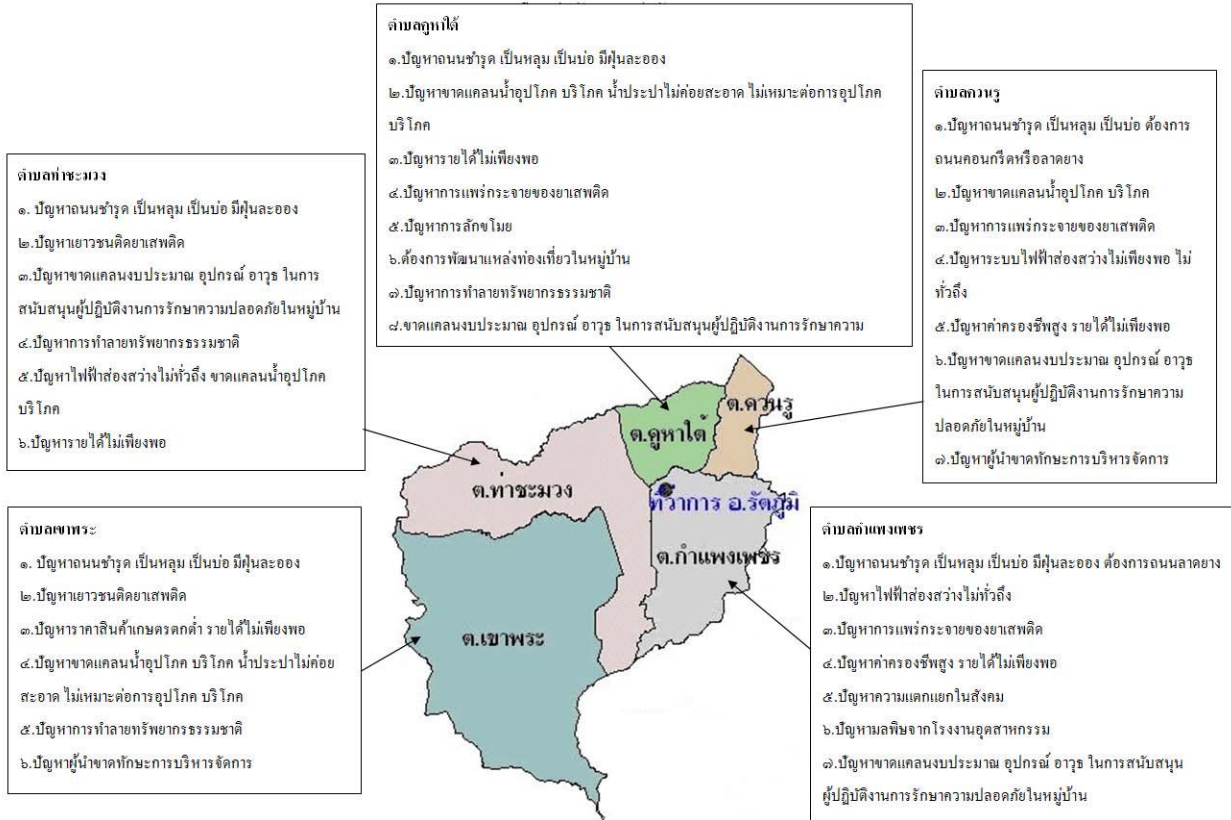 ตำบลคูหาใต้
๑.ปัญหาถนนชำรุด เป็นหลุม เป็นบ่อ มีฝุ่นละออง
๒.ปัญหาขาดแคลนน้ำอุปโภค บริโภค น้ำประปาไม่ค่อยสะอาด ไม่เหมาะต่อการอุปโภค
บริโภค
๓.ปัญหารายได้ไม่เพียงพอ
๔.ปัญหาการแพร่กระจายของยาเสพติด
๕.ปัญหาการลักขโมย
๖.ต้องการพัฒนาแหล่งท่องเที่ยวในหมู่บ้าน
๗.ปัญหาการทำลายทรัพยากรธรรมชาติ
๘.ขาดแคลนงบประมาณ อุปกรณ์ อาวุธ ในการสนับสนุนผู้ปฏิบัติงานการรักษาความ
ตำบลควนรู
๑.ปัญหาถนนชำรุด เป็นหลุม เป็นบ่อ ต้องการ
ถนนคอนกรีตหรือลาดยาง
๒.ปัญหาขาดแคลนน้ำอุปโภค บริโภค
๓.ปัญหาการแพร่กระจายของยาเสพติด
๔.ปัญหาระบบไฟฟ้าส่องสว่างไม่เพียงพอ ไม่
ทั่วถึง
๕.ปัญหาค่าครองชีพสูง รายได้ไม่เพียงพอ
๖.ปัญหาขาดแคลนงบประมาณ อุปกรณ์ อาวุธ
ในการสนับสนุนผู้ปฏิบัติงานการรักษาความ
ปลอดภัยในหมู่บ้าน
๗.ปัญหาผู้นำขาดทักษะการบริหารจัดการ
ตำบลท่าชะมวง
๑. ปัญหาถนนชำรุด เป็นหลุม เป็นบ่อ มีฝุ่นละออง
๒.ปัญหาเยาวชนติดยาเสพติด
๓.ปัญหาขาดแคลนงบประมาณ อุปกรณ์ อาวุธ ในการ
สนับสนุนผู้ปฏิบัติงานการรักษาความปลอดภัยในหมู่บ้าน
๔.ปัญหาการทำลายทรัพยากรธรรมชาติ
๕.ปัญหาไฟฟ้าส่องสว่างไม่ทั่วถึง ขาดแคลนน้ำอุปโภค
บริโภค
๖.ปัญหารายได้ไม่เพียงพอ
ต.ควนรู
ต.คูหาใต้
ต.ท่าชะมวง
ที่ว่าการ อ.รัตภูมิ
ต.กำแพงเพชร
ต.เขาพระ
ตำบลเขาพระ
๑. ปัญหาถนนชำรุด เป็นหลุม เป็นบ่อ มีฝุ่นละออง
๒.ปัญหาเยาวชนติดยาเสพติด
๓.ปัญหาราคาสินค้าเกษตรตกต่ำ รายได้ไม่เพียงพอ
๔.ปัญหาขาดแคลนน้ำอุปโภค บริโภค น้ำประปาไม่ค่อย
สะอาด ไม่เหมาะต่อการอุปโภค บริโภค
๕.ปัญหาการทำลายทรัพยากรธรรมชาติ
๖.ปัญหาผู้นำขาดทักษะการบริหารจัดการ
ตำบลกำแพงเพชร
๑.ปัญหาถนนชำรุด เป็นหลุม เป็นบ่อ มีฝุ่นละออง ต้องการถนนลาดยาง
๒.ปัญหาไฟฟ้าส่องสว่างไม่ทั่วถึง
๓.ปัญหาการแพร่กระจายของยาเสพติด
๔.ปัญหาค่าครองชีพสูง รายได้ไม่เพียงพอ
๕.ปัญหาความแตกแยกในสังคม
๖.ปัญหามลพิษจากโรงงานอุตสาหกรรม
๗.ปัญหาขาดแคลนงบประมาณ อุปกรณ์ อาวุธ ในการสนับสนุน
ผู้ปฏิบัติงานการรักษาความปลอดภัยในหมู่บ้าน